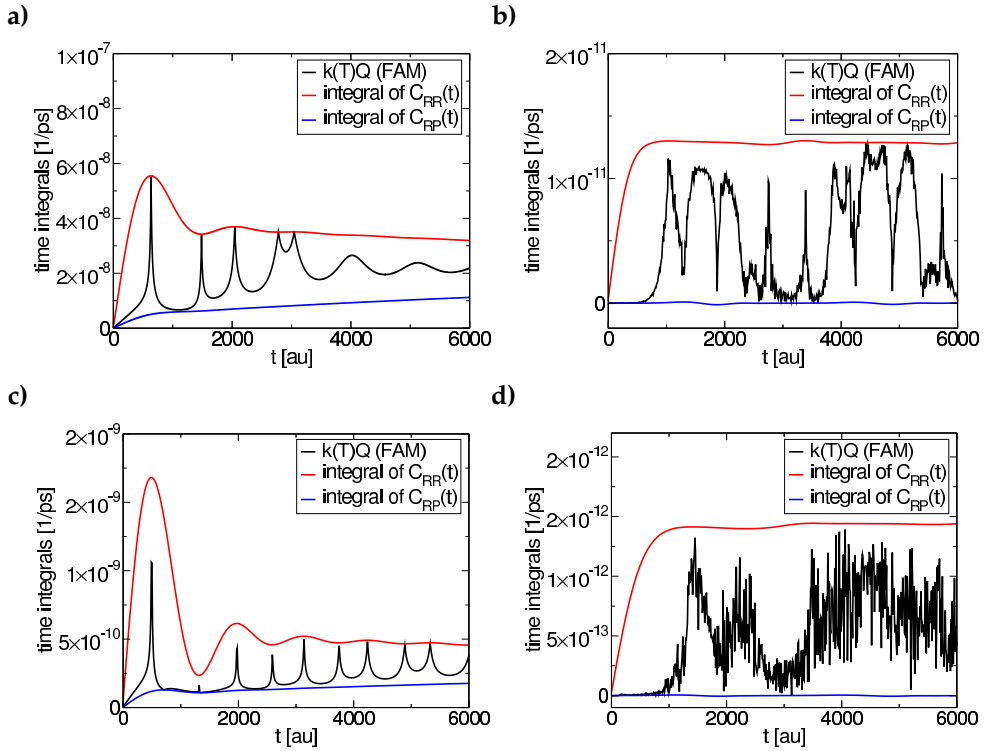 a)
1×10⁻⁷
8×10⁻⁸
6×10⁻⁸
4×10⁻⁸
2×10⁻⁸
0
time integrals [1/ps]
k(T)Q (FAM)
integral of C_RR(t)
integral of C_RP(t)
0 2000 4000 6000
t [au]
b)
2×10⁻¹¹
1×10⁻¹¹
0
time integrals [1/ps]
k(T)Q (FAM)
integral of C_RR(t)
integral of C_RP(t)
0 2000 4000 6000
t [au]
c)
2×10⁻⁹
2×10⁻⁹
1×10⁻⁹
5×10⁻¹⁰
0
time integrals [1/ps]
k(T)Q (FAM)
integral of C_RR(t)
integral of C_RP(t)
0 2000 4000 6000
t [au]
d)
2×10⁻¹²
2×10⁻¹²
1×10⁻¹²
5×10⁻¹³
0
time integrals [1/ps]
k(T)Q (FAM)
integral of C_RR(t)
integral of C_RP(t)
0 2000 4000 6000
t [au]